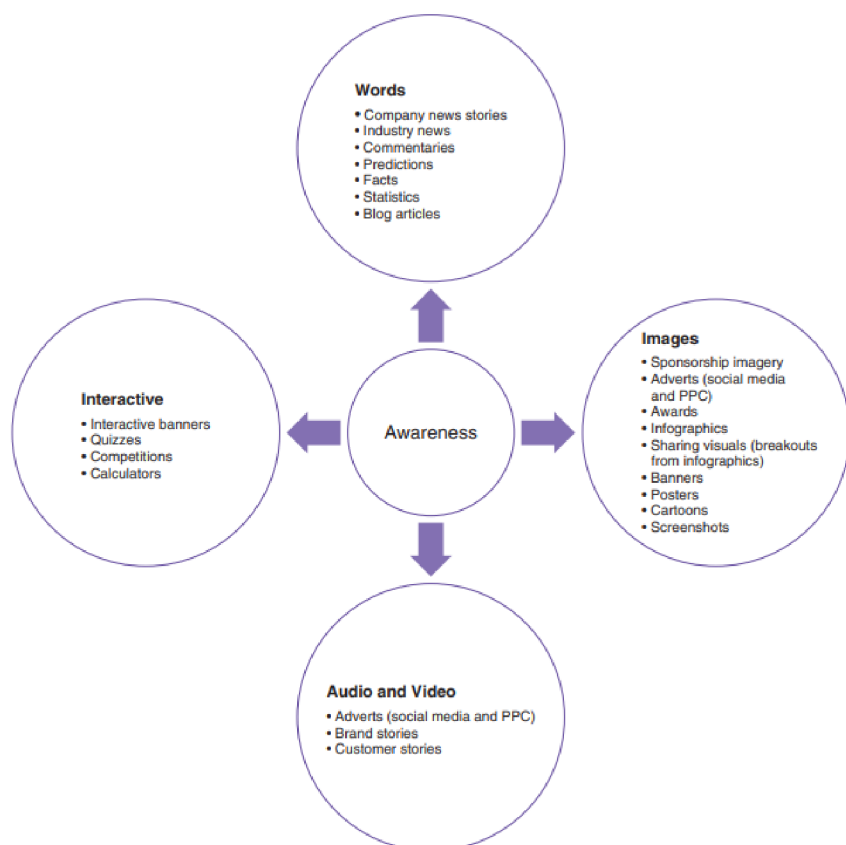 Words
• Company news stories
• Industry news
• Commentaries
• Predictions
• Facts
• Statistics
• Blog articles
Interactive
• Interactive banners
• Quizzes
• Competitions
• Calculators
Awareness
Images
• Sponsorship imagery
• Adverts (social media
and PPC)
• Awards
• Infographics
• Sharing visuals (breakouts
from infographics)
• Banners
• Posters
• Cartoons
• Screenshots
Audio and Video
• Adverts (social media and PPC)
• Brand stories
• Customer stories